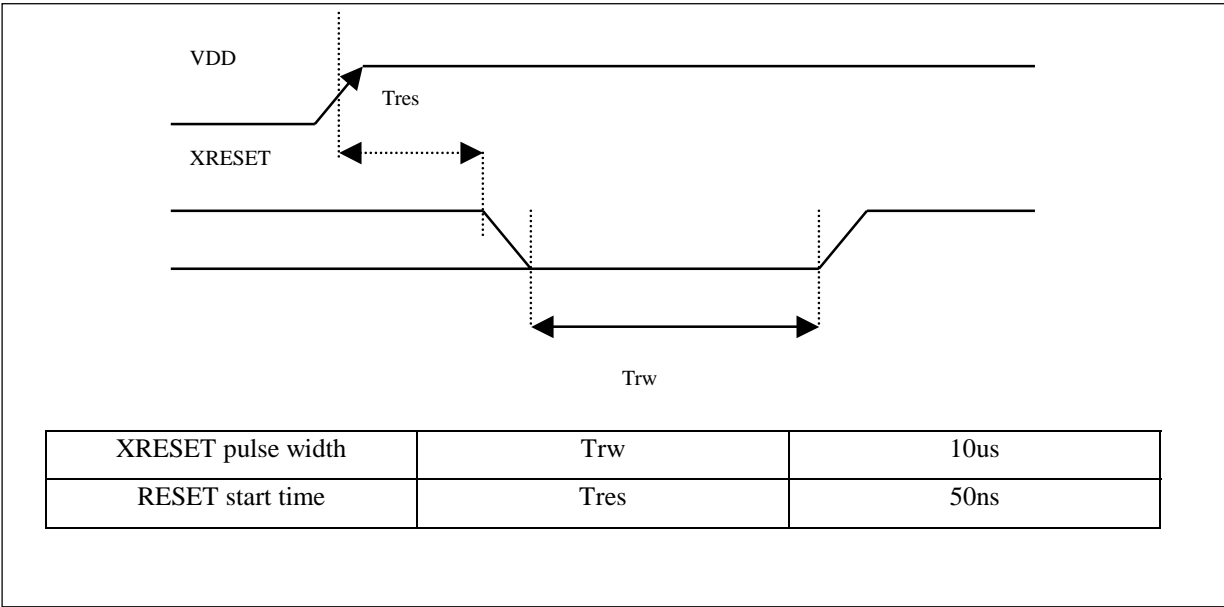 VDD
Tres
XRESET
Trw
XRESET pulse width Trw 10us
RESET start time Tres 50ns